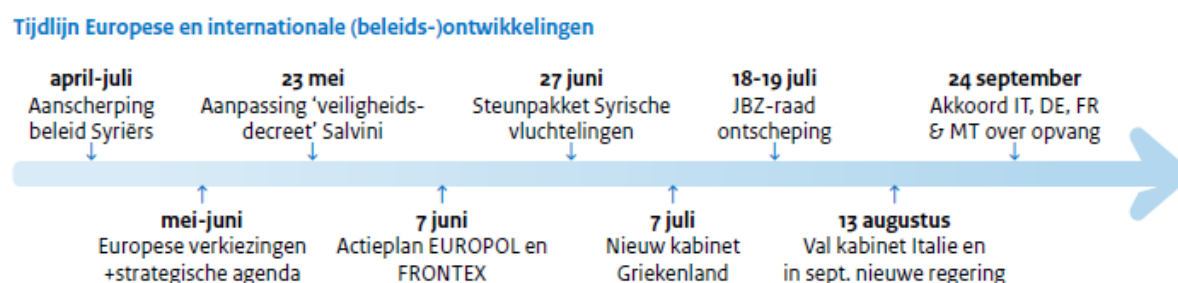 Tijdlijn Europese en internationale (beleids-)ontwikkelingen
april-juli
Aanscherping
beleid Syriërs
23 mei
Aanpassing ‘veiligheids-
decreet’ Salvini
27 juni
Steunpakket Syrische
vluchtelingen
18-19 juli
JBZ-raad
ontscheping
24 september
Akkoord IT, DE, FR
& MT over opvang
mei-juni
Europese verkiezingen
+strategische agenda
7 juni
Actieplan EUROPOL en
FRONTEX
7 juli
Nieuw kabinet
Griekenland
13 augustus
Val kabinet Italie en
in sept. nieuwe regering